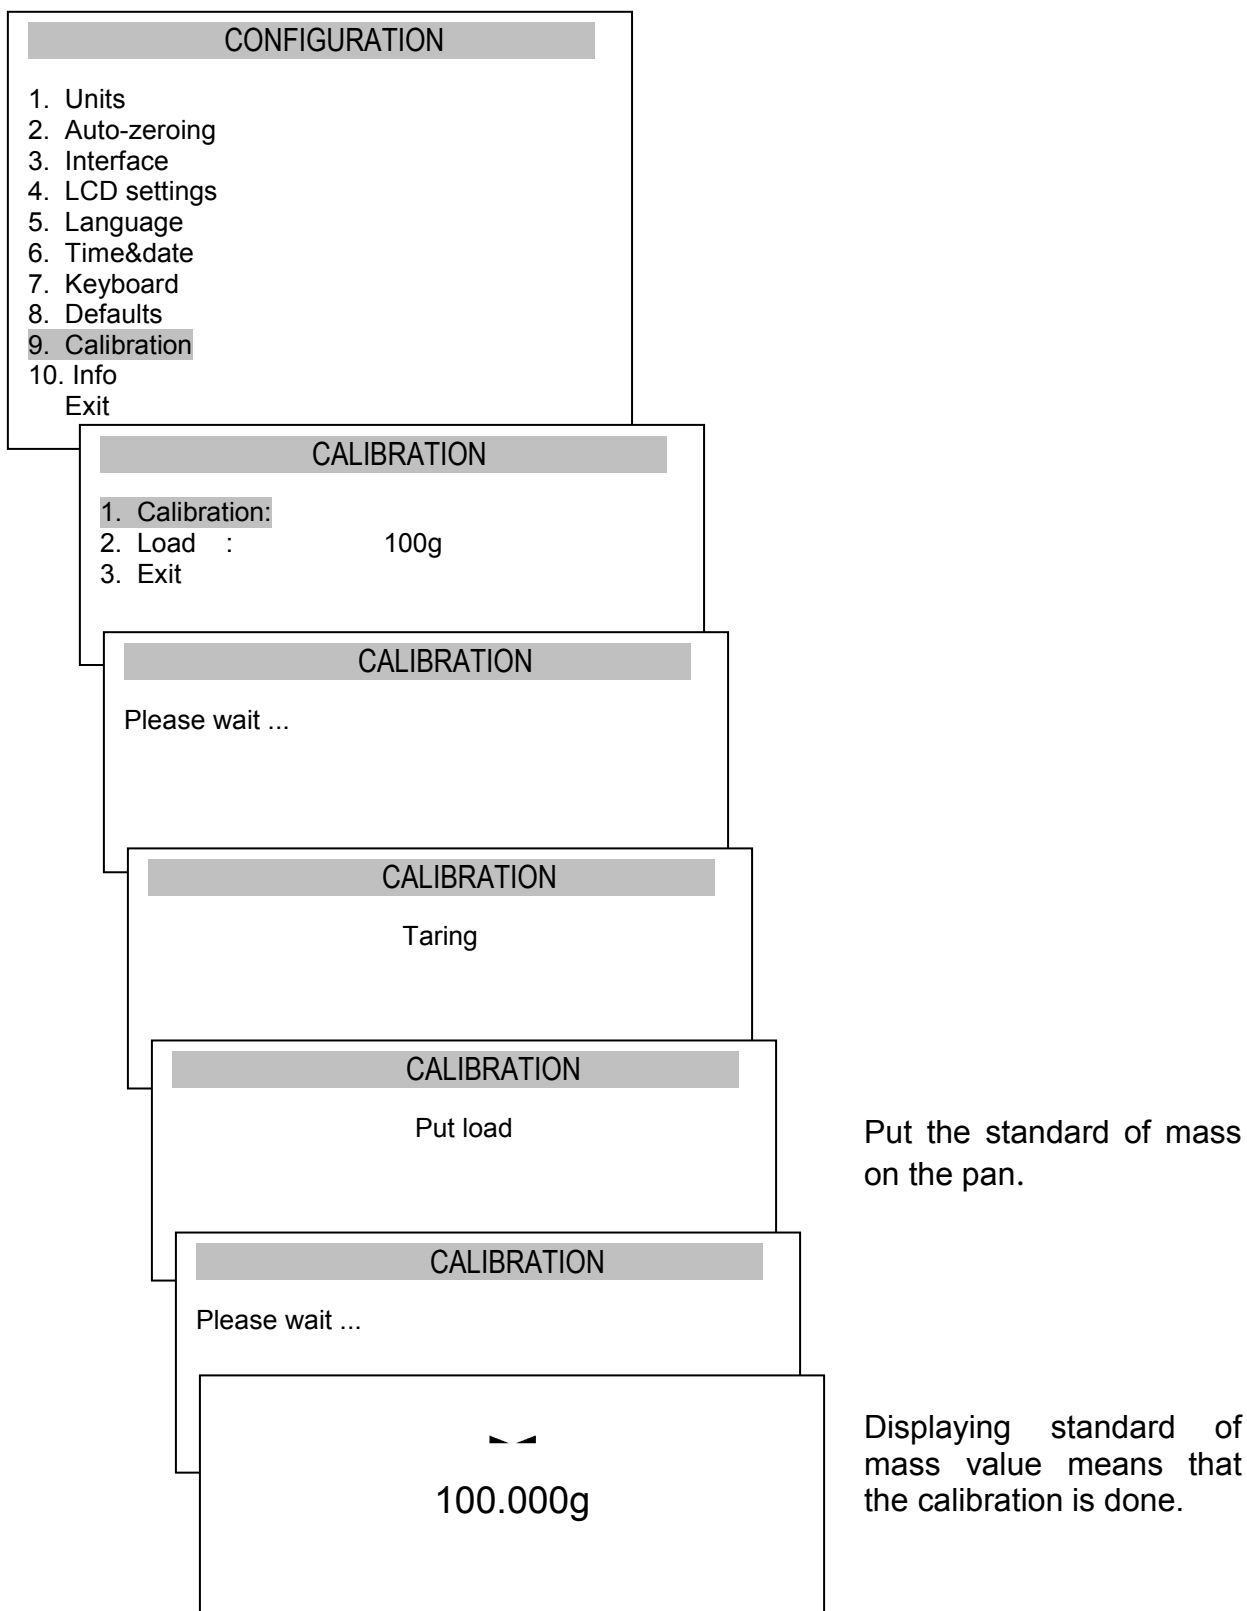 CONFIGURATION
1. Units
2. Auto-zeroing
3. Interface
4. LCD settings
5. Language
6. Time&date
7. Keyboard
8. Defaults
9. Calibration
10. Info
Exit
CALIBRATION
1. Calibration:
2. Load : 100g
3. Exit
CALIBRATION
Please wait ...
CALIBRATION
Taring
CALIBRATION
Put load
Put the standard of mass
on the pan.
CALIBRATION
Please wait ...
100.000g
Displaying standard of
mass value means that
the calibration is done.